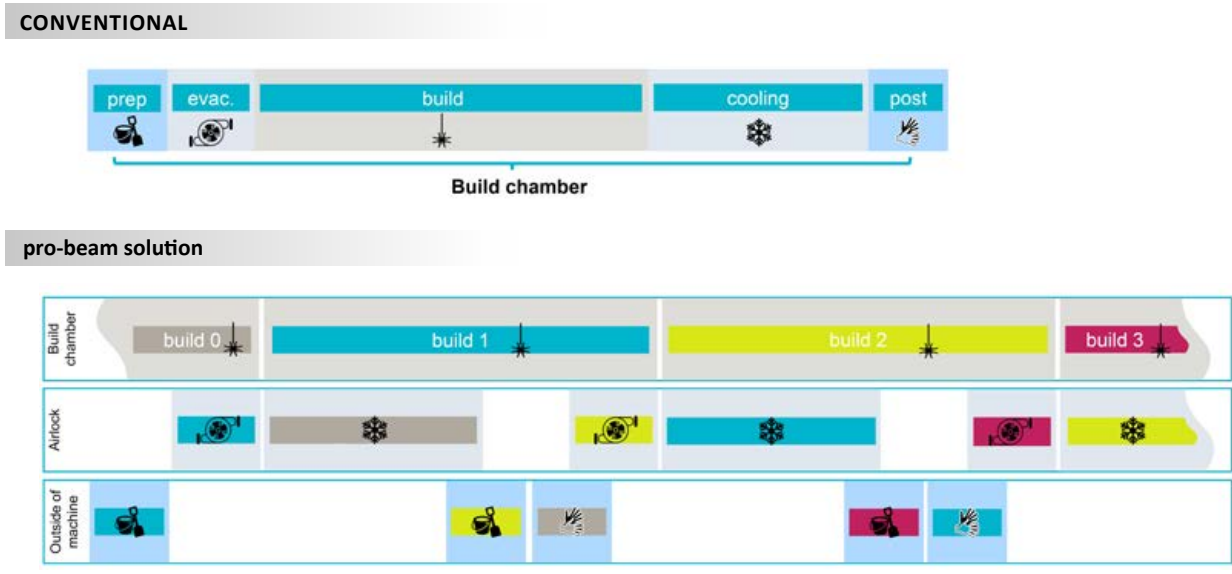 CONVENTIONAL
prep evac. build cooling post
Build chamber
pro-beam solution
Build
chamber
build 0 build 1 build 2 build 3
Airlock
Outside of
machine